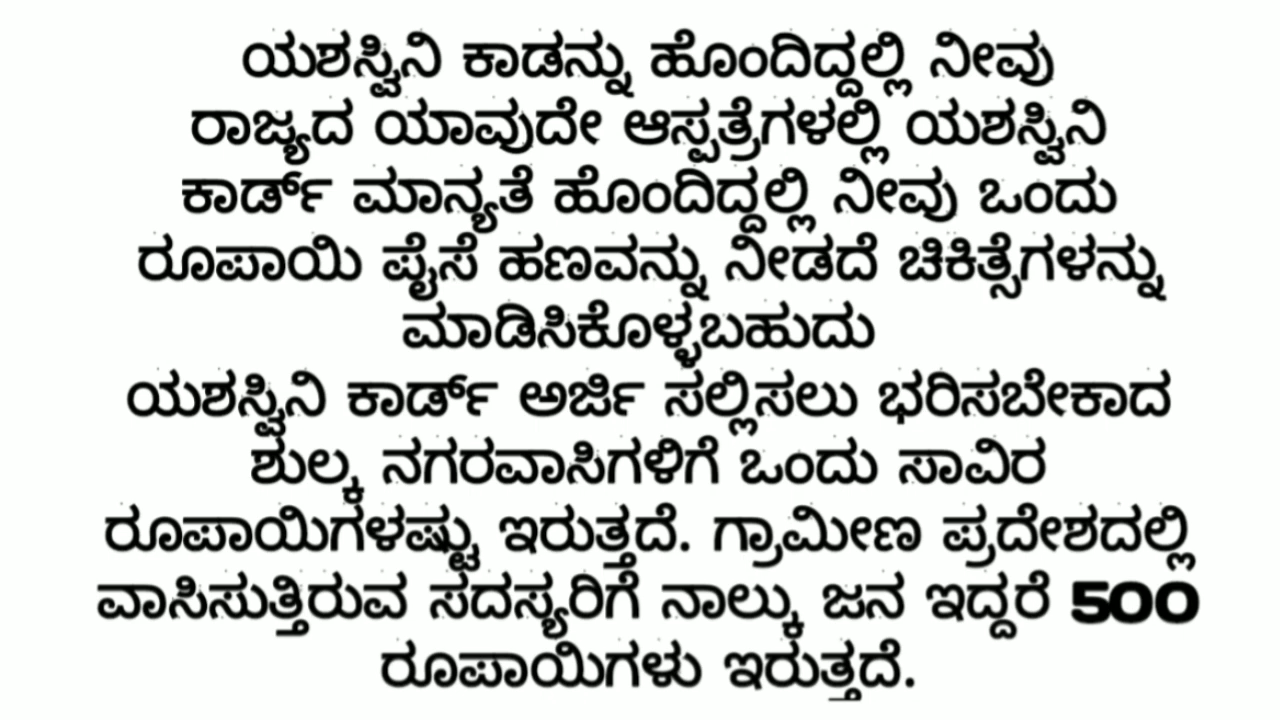 ಯಶಸ್ವಿನಿ ಕಾಡನ್ನು ಹೊಂದಿದ್ದಲ್ಲಿ ನೀವು
ರಾಜ್ಯದ ಯಾವುದೇ ಆಸ್ಪತ್ರೆಗಳಲ್ಲಿ ಯಶಸ್ವಿನಿ
ಕಾರ್ಡ್ ಮಾನ್ಯತೆ ಹೊಂದಿದ್ದಲ್ಲಿ ನೀವು ಒಂದು
ರೂಪಾಯಿ ಪೈಸೆ ಹಣವನ್ನು ನೀಡದೆ ಚಿಕಿತ್ಸೆಗಳನ್ನು
ಮಾಡಿಸಿಕೊಳ್ಳಬಹುದು
ಯಶಸ್ವಿನಿ ಕಾರ್ಡ್ ಅರ್ಜಿ ಸಲ್ಲಿಸಲು ಭರಿಸಬೇಕಾದ
ಶುಲ್ಕ ನಗರವಾಸಿಗಳಿಗೆ ಒಂದು ಸಾವಿರ
ರೂಪಾಯಿಗಳಷ್ಟು ಇರುತ್ತದೆ. ಗ್ರಾಮೀಣ ಪ್ರದೇಶದಲ್ಲಿ
ವಾಸಿಸುತ್ತಿರುವ ಸದಸ್ಯರಿಗೆ ನಾಲ್ಕು ಜನ ಇದ್ದರೆ 500
ರೂಪಾಯಿಗಳು ಇರುತ್ತದೆ.